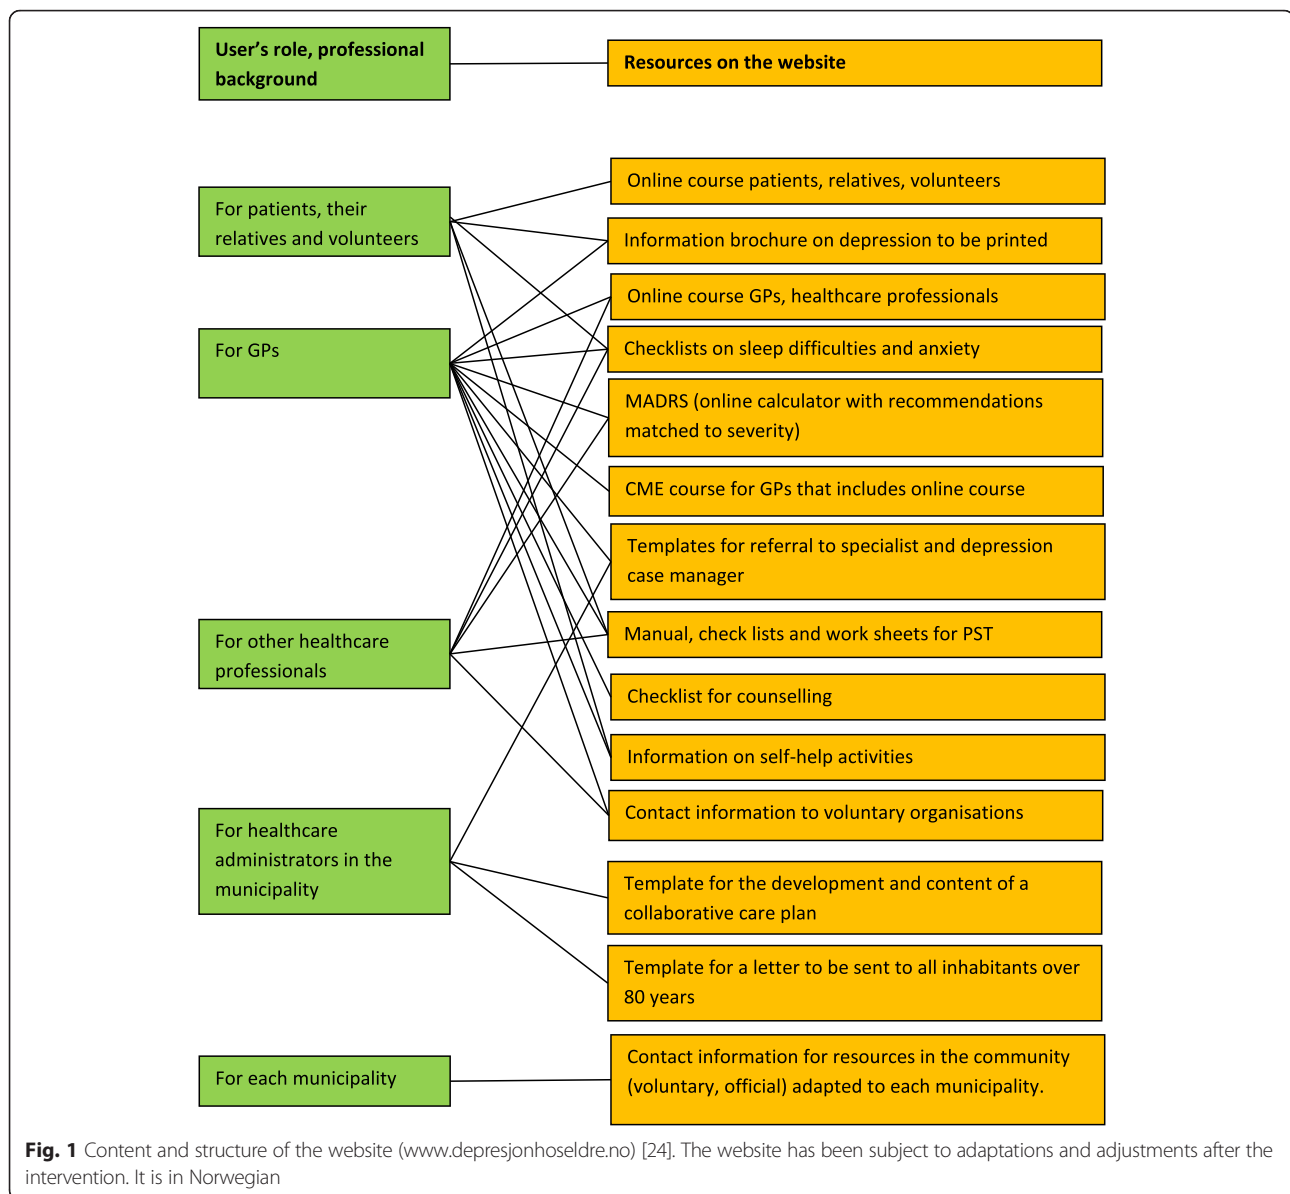 User’s role, professional
background
Resources on the website
For patients, their
relatives and volunteers
For GPs
For other healthcare
professionals
For healthcare
administrators in the
municipality
For each municipality
Online course patients, relatives, volunteers
Information brochure on depression to be printed
Online course GPs, healthcare professionals
Checklists on sleep difficulties and anxiety
MADRS (online calculator with recommendations
matched to severity)
CME course for GPs that includes online course
Templates for referral to specialist and depression
case manager
Manual, check lists and work sheets for PST
Checklist for counselling
Information on self-help activities
Contact information to voluntary organisations
Template for the development and content of a
collaborative care plan
Template for a letter to be sent to all inhabitants over
80 years
Contact information for resources in the community
(voluntary, official) adapted to each municipality.
Fig. 1 Content and structure of the website (www.depresjonhoseldre.no) [24]. The website has been subject to adaptations and adjustments after the
intervention. It is in Norwegian